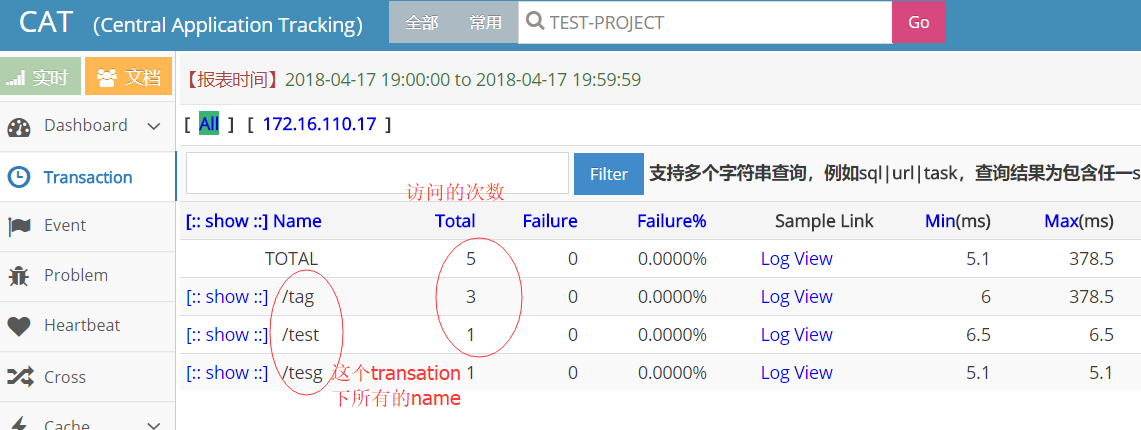 CAT (Central Application Tracking) 全部 常用 TEST-PROJECT Go
实时 文档 【报表时间】2018-04-17 19:00:00 to 2018-04-17 19:59:59
Dashboard [ All ] [ 172.16.110.17 ]
Transaction Filter 支持多个字符串查询，例如sql|url|task，查询结果为包含任一s
访问的次数
Event [:: show ::] Name Total Failure Failure% Sample Link Min(ms) Max(ms)
TOTAL 5 0 0.0000% Log View 5.1 378.5
Problem
[:: show ::] /tag 3 0 0.0000% Log View 6 378.5
Heartbeat [:: show ::] /test 1 0 0.0000% Log View 6.5 6.5
Cross [:: show ::] /tesg 这个transation 1 0 0.0000% Log View 5.1 5.1
下所有的name
Cache